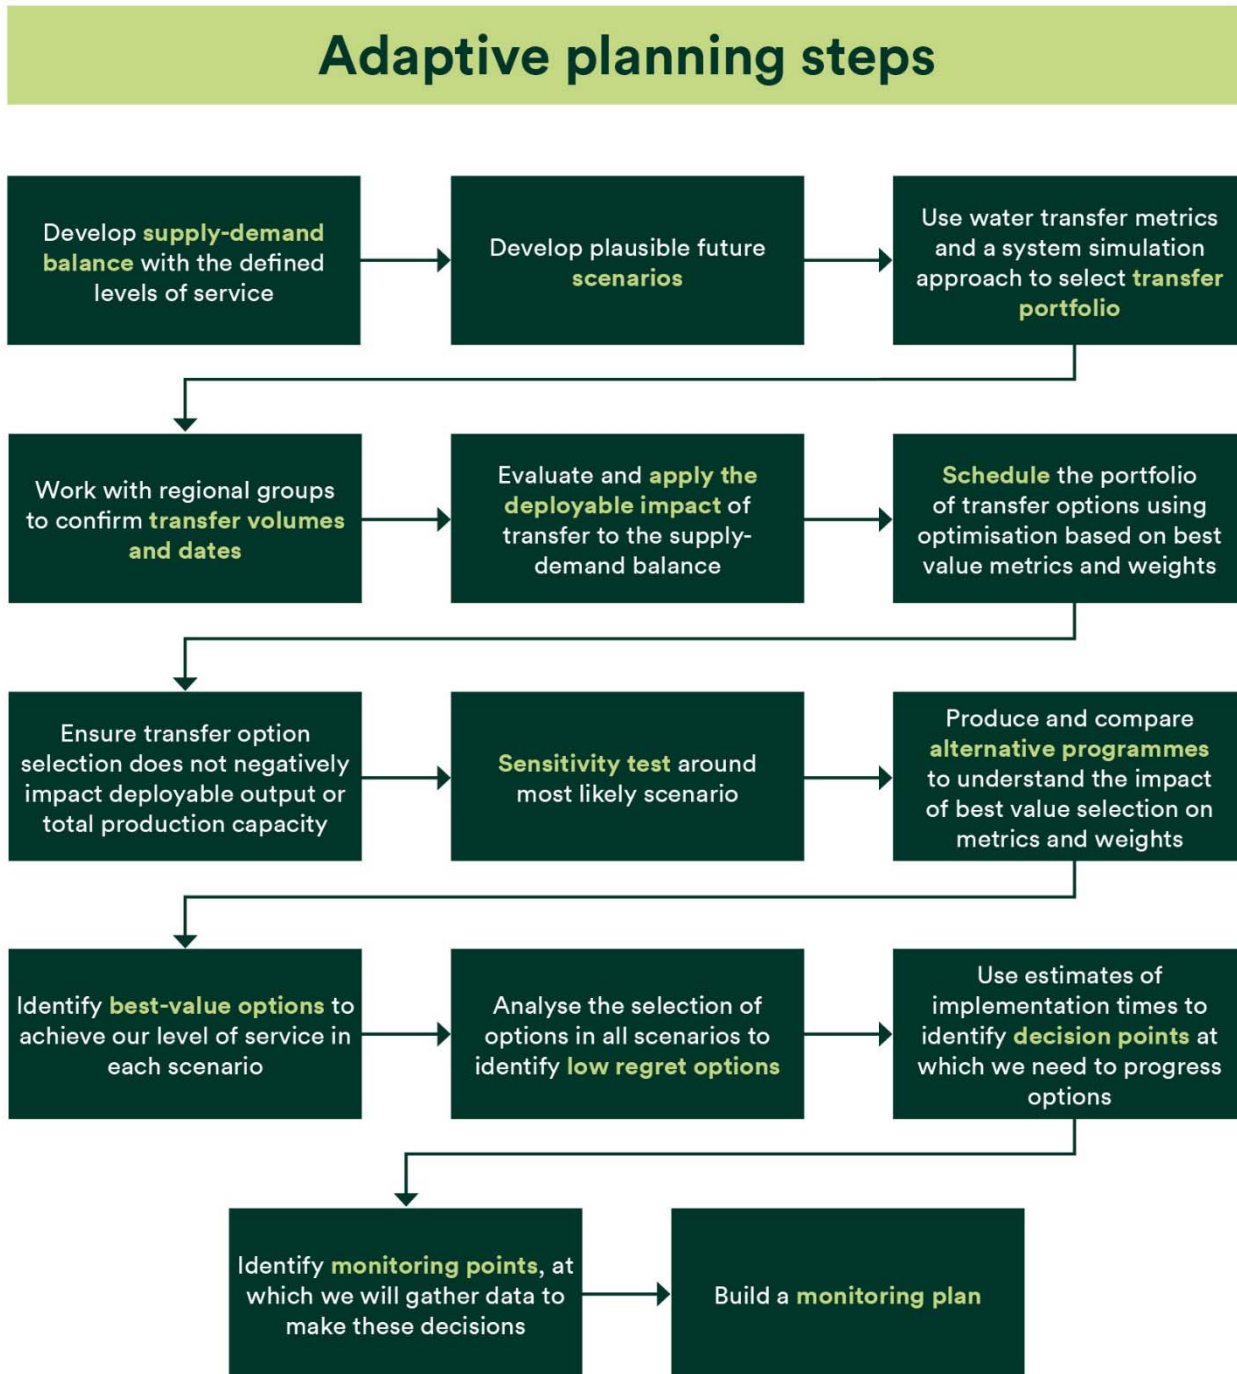 Adaptive planning steps
Develop supply-demand
balance with the defined
levels of service
Develop plausible future
scenarios
Use water transfer metrics
and a system simulation
approach to select transfer
portfolio
Work with regional groups
to confirm transfer volumes
and dates
Evaluate and apply the
deployable impact of
transfer to the supply-
demand balance
Schedule the portfolio
of transfer options using
optimisation based on best
value metrics and weights
Ensure transfer option
selection does not negatively
impact deployable output or
total production capacity
Sensitivity test around
most likely scenario
Produce and compare
alternative programmes
to understand the impact
of best value selection on
metrics and weights
Identify best-value options to
achieve our level of service in
each scenario
Analyse the selection of
options in all scenarios to
identify low regret options
Use estimates of
implementation times to
identify decision points at
which we need to progress
options
Identify monitoring points, at
which we will gather data to
make these decisions
Build a monitoring plan